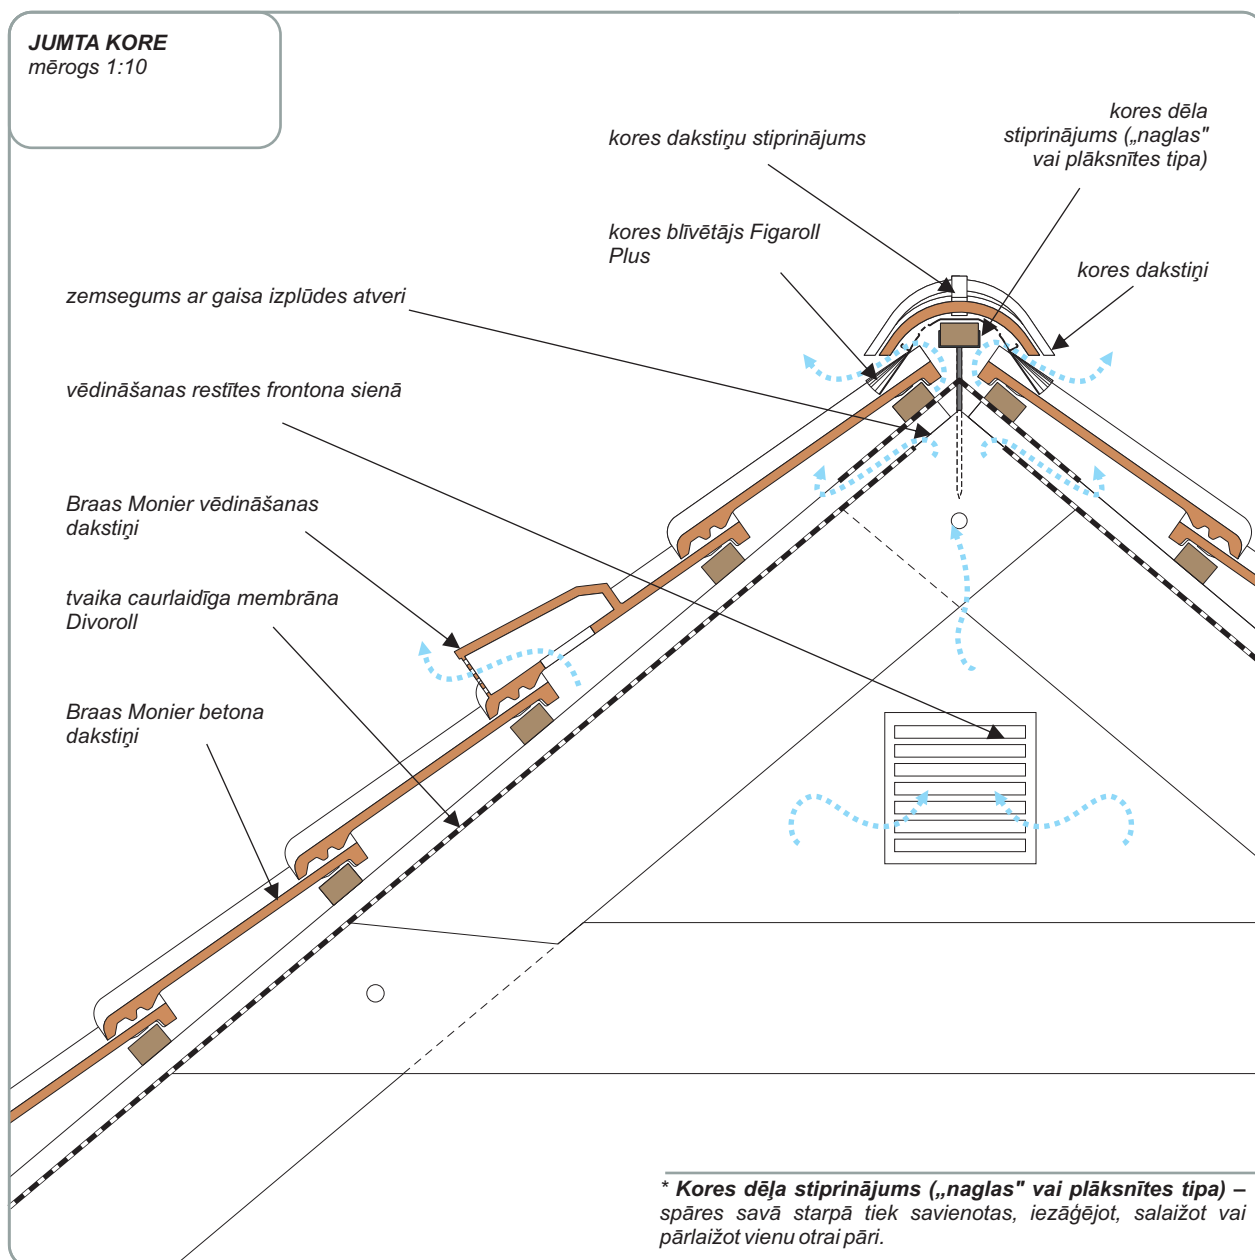 JUMTA KORE
mērogs 1:10
kores dakstiņu stiprinājums
kores dēla
stiprinājums („naglas"
vai plāksnītes tipa)
kores blīvētājs Figaroll
Plus
kores dakstiņi
zemsegums ar gaisa izplūdes atveri
vēdināšanas restītes frontona sienā
Braas Monier vēdināšanas
dakstiņi
tvaika caurlaidīga membrāna
Divoroll
Braas Monier betona
dakstiņi
* Kores dēļa stiprinājums („naglas" vai plāksnītes tipa) –
spāres savā starpā tiek savienotas, iezāģējot, salaižot vai
pārlaižot vienu otrai pāri.